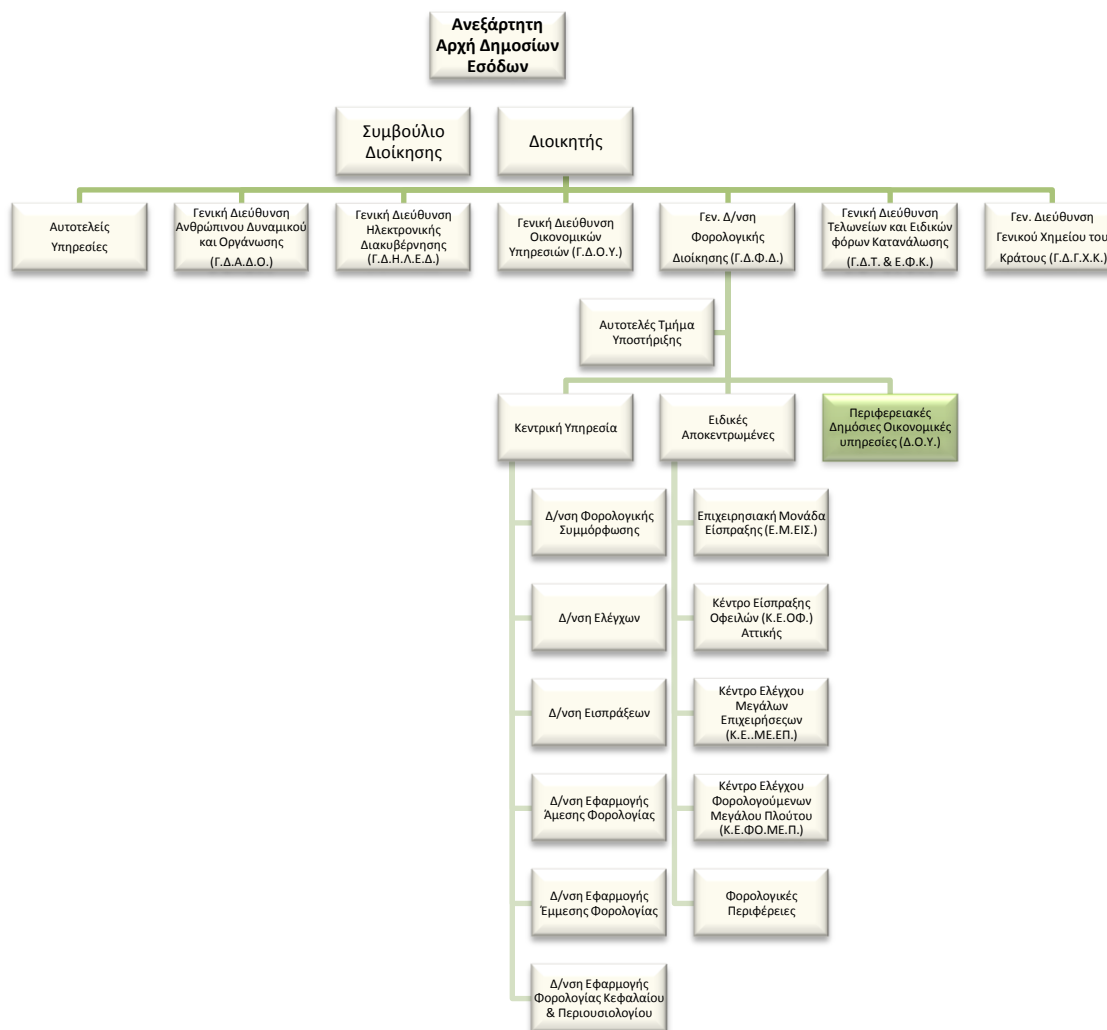 Ανεξάρτητη
Αρχή Δημοσίων
Εσόδων
Συμβούλιο
Διοίκησης
Διοικητής
Αυτοτελείς
Υπηρεσίες
Γενική Διεύθυνση
Ανθρώπινου Δυναμικού
και Οργάνωσης
(Γ.Δ.Α.Δ.Ο.)
Γενική Διεύθυνση
Ηλεκτρονικής
Διακυβέρνησης
(Γ.Δ.Η.Λ.Ε.Δ.)
Γενική Διεύθυνση
Οικονομικών
Υπηρεσιών (Γ.Δ.Ο.Υ.)
Γεν. Δ/νση
Φορολογικής
Διοίκησης (Γ.Δ.Φ.Δ.)
Γενική Διεύθυνση
Τελωνείων και Ειδικών
φόρων Κατανάλωσης
(Γ.Δ.Τ. & Ε.Φ.Κ.)
Γεν. Διεύθυνση
Γενικού Χημείου του
Κράτους (Γ.Δ.Γ.Χ.Κ.)
Αυτοτελές Τμήμα
Υποστήριξης
Κεντρική Υπηρεσία
Ειδικές
Αποκεντρωμένες
Περιφερειακές
Δημόσιες Οικονομικές
υπηρεσίες (Δ.Ο.Υ.)
Δ/νση Φορολογικής
Συμμόρφωσης
Δ/νση Ελέγχων
Δ/νση Εισπράξεων
Δ/νση Εφαρμογής
Άμεσης Φορολογίας
Δ/νση Εφαρμογής
Έμμεσης Φορολογίας
Δ/νση Εφαρμογής
Φορολογίας Κεφαλαίου
& Περιουσιολογίου
Επιχειρησιακή Μονάδα
Είσπραξης (Ε.Μ.ΕΙΣ.)
Κέντρο Είσπραξης
Οφειλών (Κ.Ε.ΟΦ.)
Αττικής
Κέντρο Ελέγχου
Μεγάλων
Επιχειρήσεςων
(Κ.Ε..ΜΕ.ΕΠ.)
Κέντρο Ελέγχου
Φορολογούμενων
Μεγάλου Πλούτου
(Κ.Ε.ΦΟ.ΜΕ.Π.)
Φορολογικές
Περιφέρειες